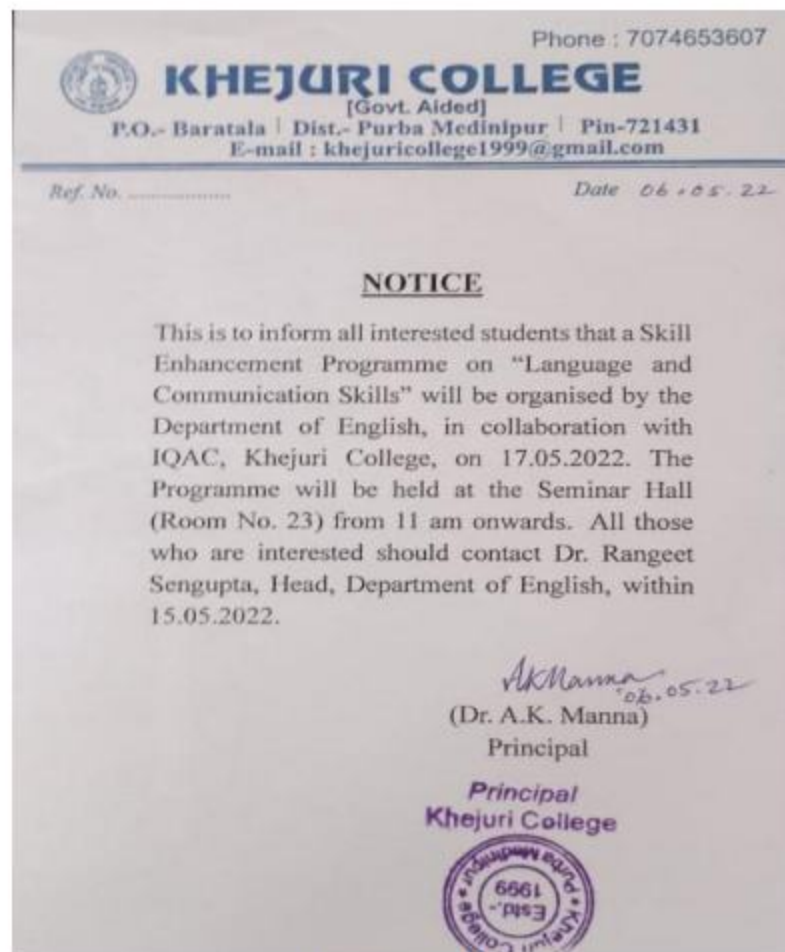 Phone : 7074653607
KHEJURI COLLEGE
[Govt. Aided]
P.O.- Baratala | Dist.- Purba Medinipur | Pin-721431
E-mail : khejuricollege1999@gmail.com
Ref. No. ....................
Date 06.05.22
NOTICE
This is to inform all interested students that a Skill
Enhancement Programme on “Language and
Communication Skills” will be organised by the
Department of English, in collaboration with
IQAC, Khejuri College, on 17.05.2022. The
Programme will be held at the Seminar Hall
(Room No. 23) from 11 am onwards. All those
who are interested should contact Dr. Rangeet
Sengupta, Head, Department of English, within
15.05.2022.
AKManna
06.05.22
(Dr. A.K. Manna)
Principal
Principal
Khejuri College
Khejuri College
Purba Medinipur
Estd.-
1999